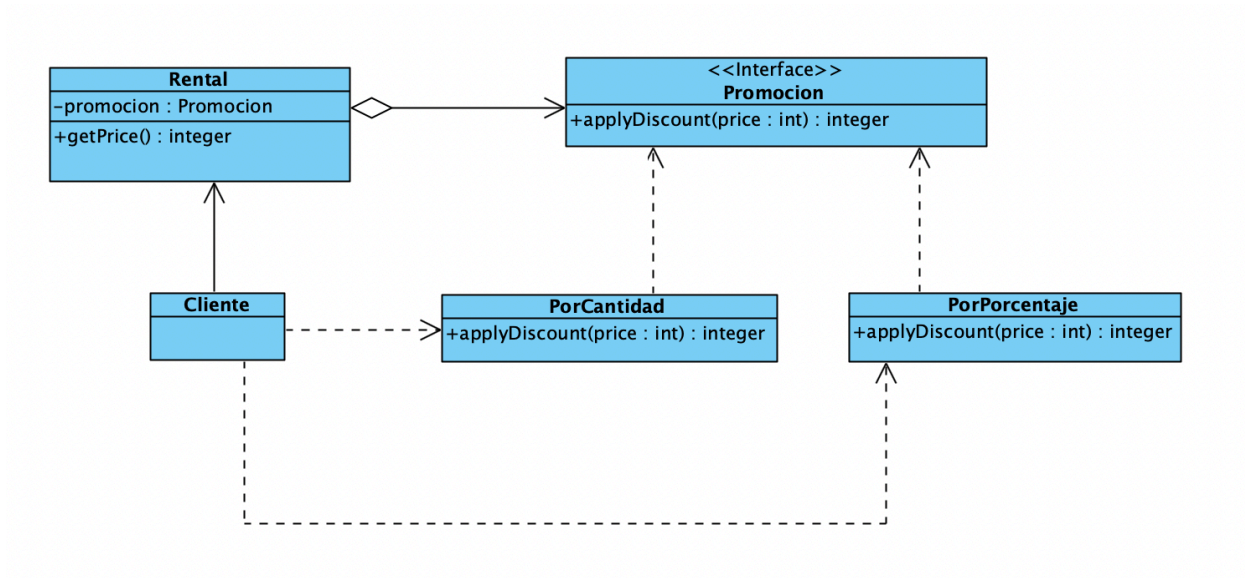 Rental
-promocion : Promocion
+getPrice() : integer
<<Interface>>
Promocion
+applyDiscount(price : int) : integer
Cliente
PorCantidad
+applyDiscount(price : int) : integer
PorPorcentaje
+applyDiscount(price : int) : integer